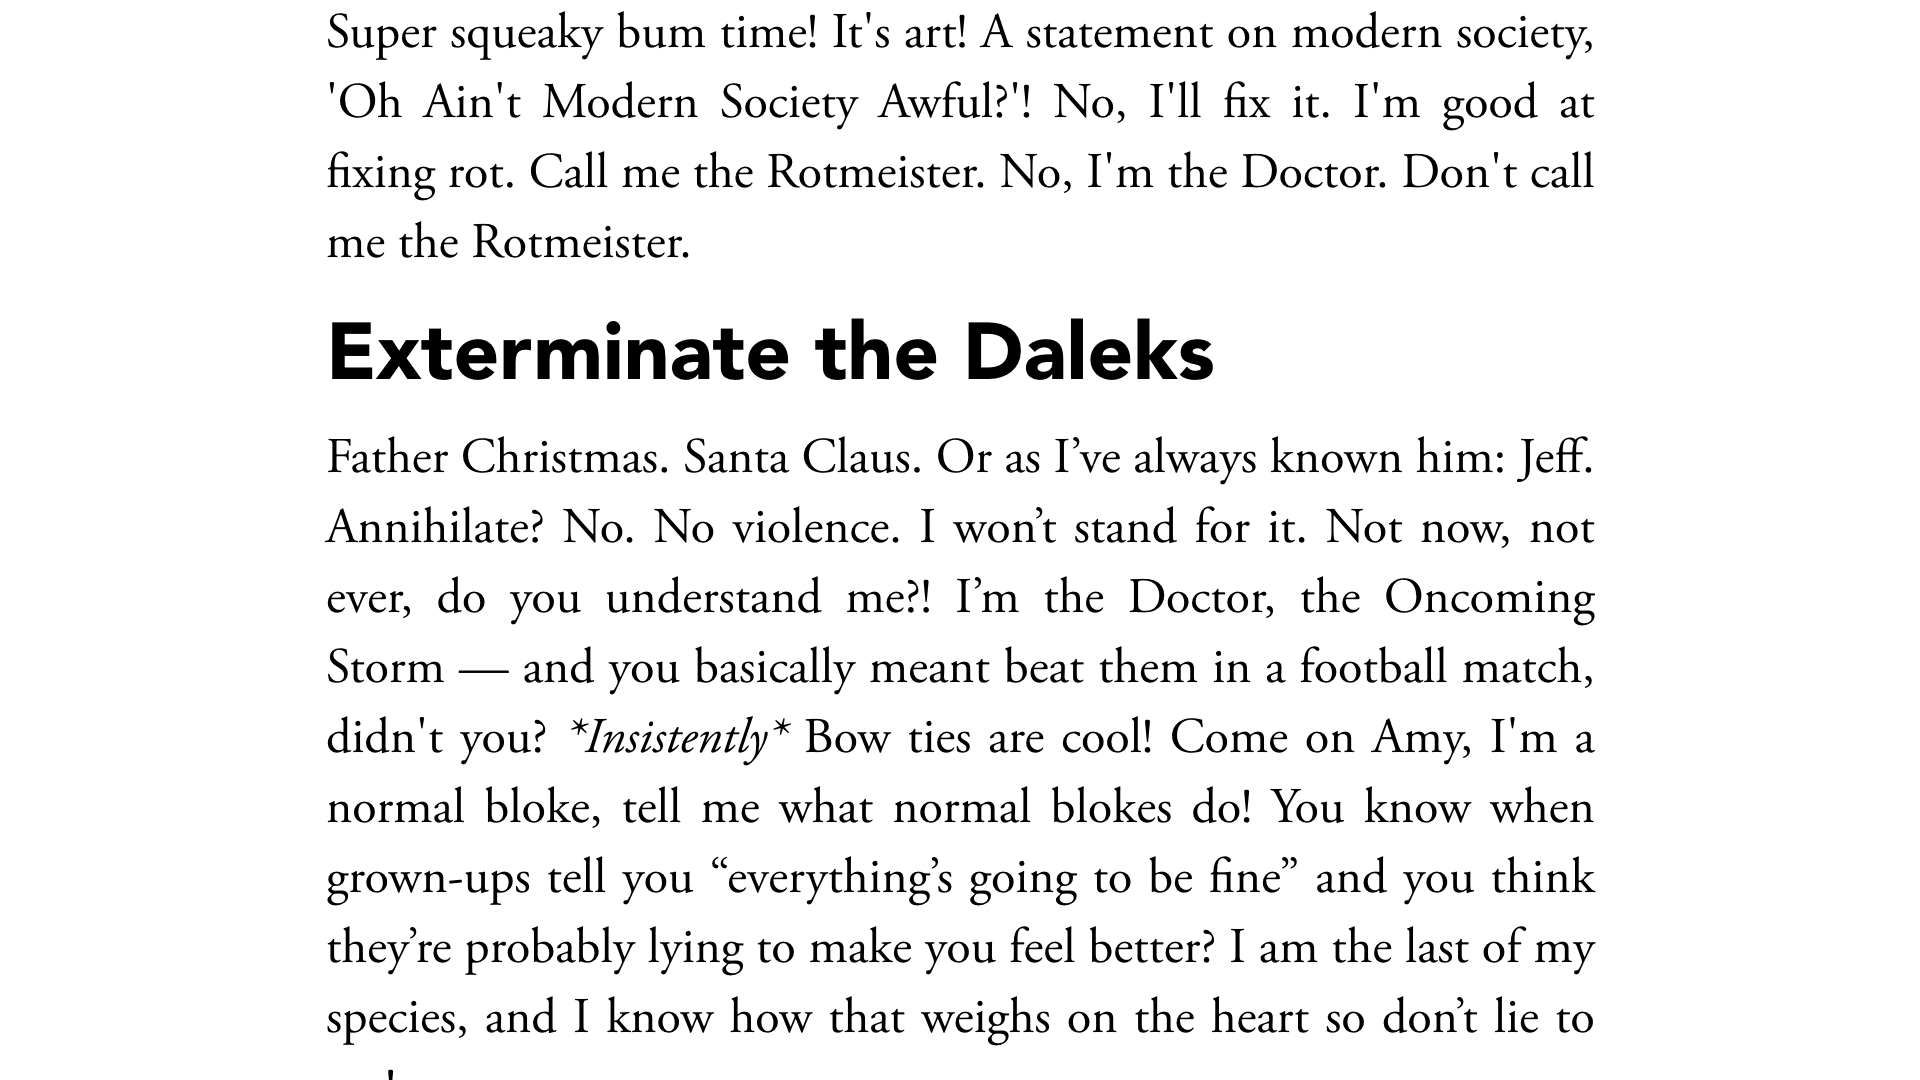 Super squeaky bum time! It's art! A statement on modern society,
'Oh Ain't Modern Society Awful?'! No, I'll fix it. I'm good at
fixing rot. Call me the Rotmeister. No, I'm the Doctor. Don't call
me the Rotmeister.
Exterminate the Daleks
Father Christmas. Santa Claus. Or as I’ve always known him: Jeff.
Annihilate? No. No violence. I won’t stand for it. Not now, not
ever, do you understand me?! I’m the Doctor, the Oncoming
Storm — and you basically meant beat them in a football match,
didn't you? *Insistently* Bow ties are cool! Come on Amy, I'm a
normal bloke, tell me what normal blokes do! You know when
grown-ups tell you “everything’s going to be fine” and you think
they’re probably lying to make you feel better? I am the last of my
species, and I know how that weighs on the heart so don’t lie to